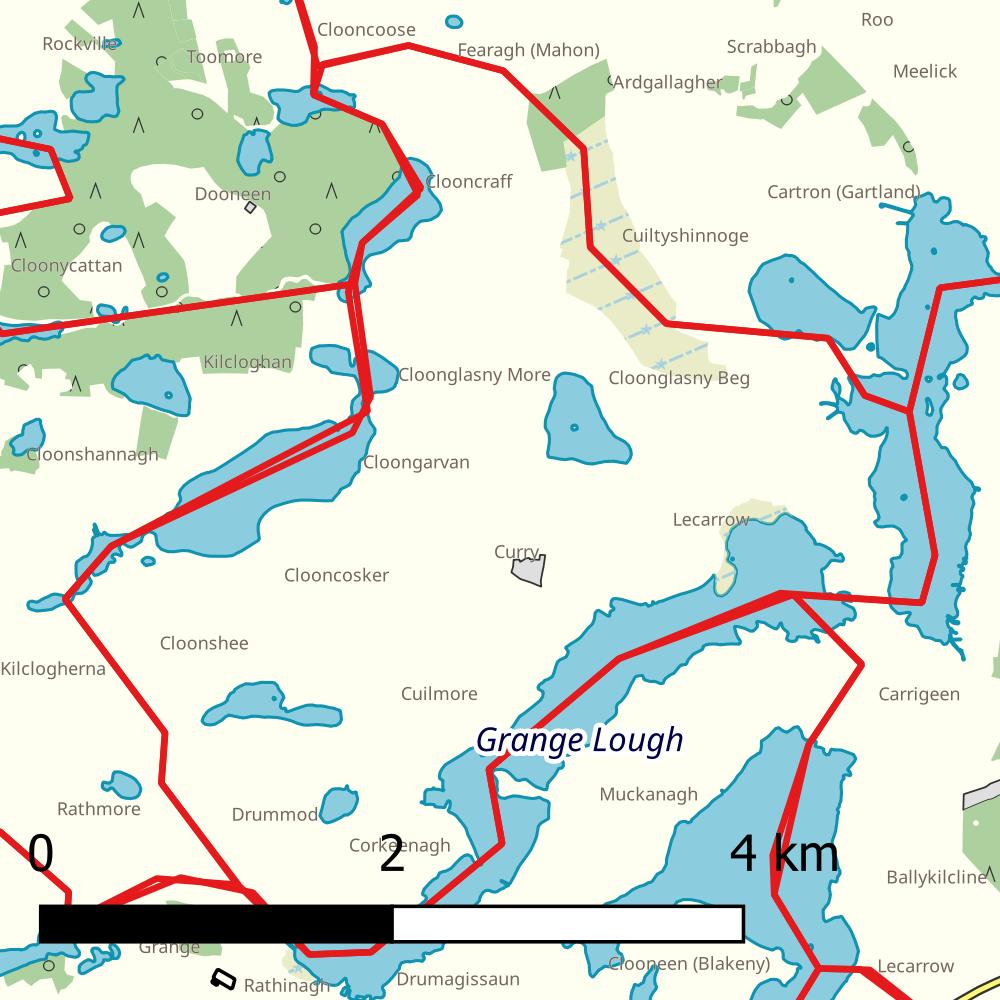 Roo
Clooncoose
Rockville
Fearagh (Mahon)
Scrabbagh
Toomore
Meelick
Ardgallagher
Clooncraff
Dooneen
Cartron (Gartland)
Cuiltyshinnoge
Cloonycattan
Kilcloghan
Cloonglasny More
Cloonglasny Beg
Cloonshannagh
Cloongarvan
Lecarrow
Curry
Clooncosker
Cloonshee
Kilclogherna
Cuilmore
Carrigeen
Grange Lough
Muckanagh
Rathmore
Drummod
Corkeenagh
0 2 4 km
Ballykilcline
Grange
Clooneen (Blakeny)
Lecarrow
Rathinagh
Drumagissaun